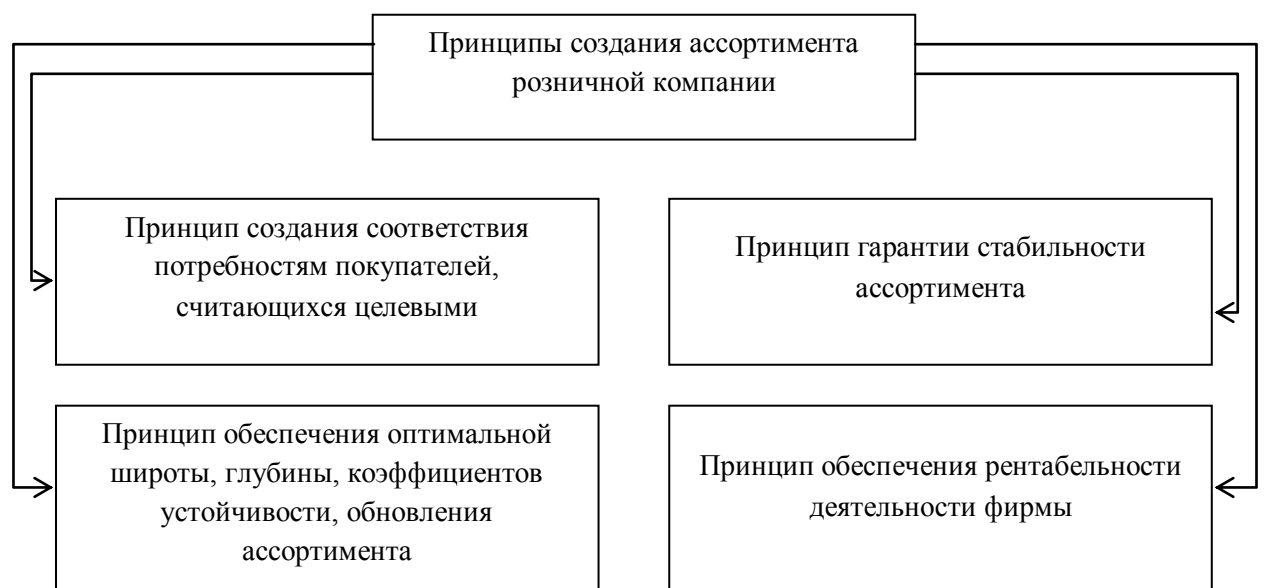 Принципы создания ассортимента
розничной компании
Принцип создания соответствия
потребностям покупателей,
считающихся целевыми
Принцип гарантии стабильности
ассортимента
Принцип обеспечения оптимальной
широты, глубины, коэффициентов
устойчивости, обновления
ассортимента
Принцип обеспечения рентабельности
деятельности фирмы